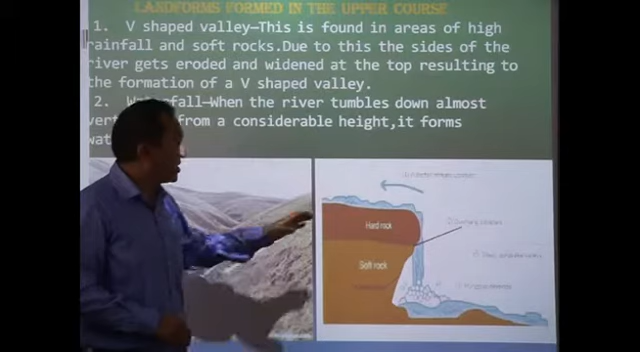 LANDFORMS FORMED IN THE UPPER COURSE
1. V shaped valley–This is found in areas of high
rainfall and soft rocks.Due to this the sides of the
river gets eroded and widened at the top resulting to
the formation of a V shaped valley.
2. Waterfall–When the river tumbles down almost
from a considerable height,it forms
Hard rock
Soft rock